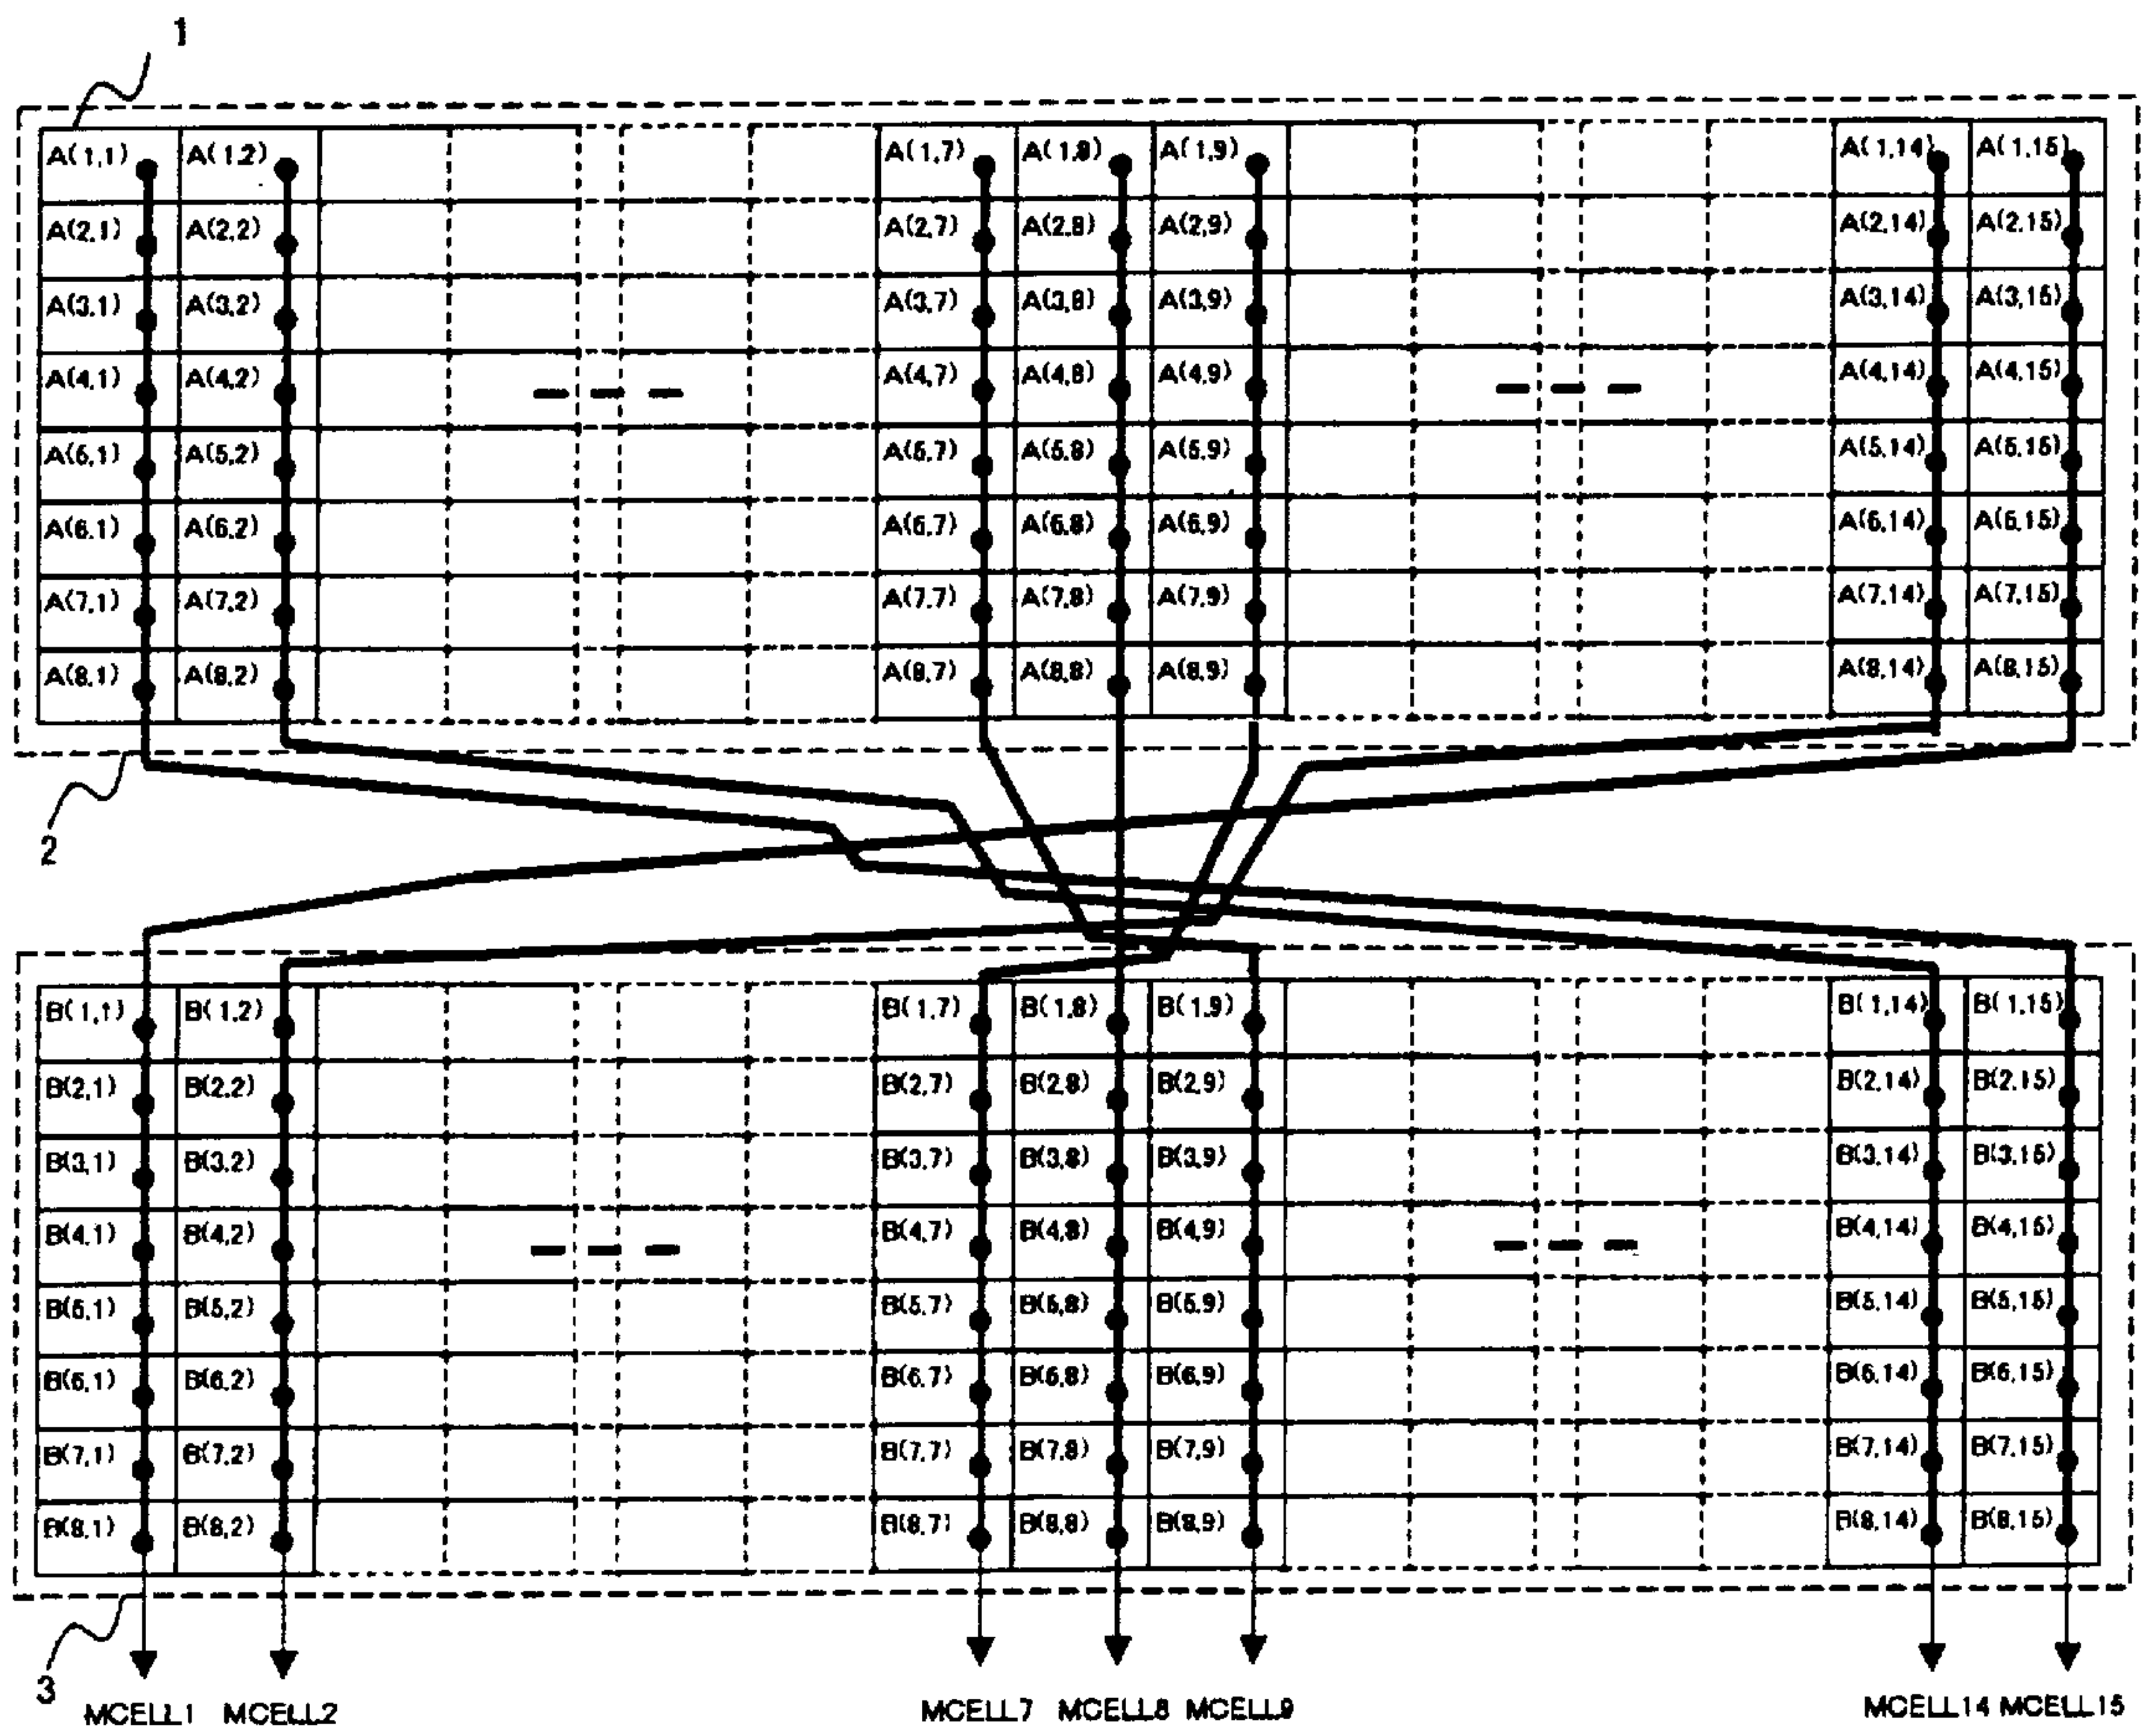 1
A(1,1) A(1,2) A(1,7) A(1,8) A(1,9) A(1,14) A(1,15)
A(2,1) A(2,2) A(2,7) A(2,8) A(2,9) A(2,14) A(2,15)
A(3,1) A(3,2) A(3,7) A(3,8) A(3,9) A(3,14) A(3,15)
A(4,1) A(4,2) A(4,7) A(4,8) A(4,9) A(4,14) A(4,15)
A(5,1) A(5,2) A(5,7) A(5,8) A(5,9) A(5,14) A(5,15)
A(6,1) A(6,2) A(6,7) A(6,8) A(6,9) A(6,14) A(6,15)
A(7,1) A(7,2) A(7,7) A(7,8) A(7,9) A(7,14) A(7,15)
A(8,1) A(8,2) A(8,7) A(8,8) A(8,9) A(8,14) A(8,15)
2
B(1,1) B(1,2) B(1,7) B(1,8) B(1,9) B(1,14) B(1,15)
B(2,1) B(2,2) B(2,7) B(2,8) B(2,9) B(2,14) B(2,15)
B(3,1) B(3,2) B(3,7) B(3,8) B(3,9) B(3,14) B(3,15)
B(4,1) B(4,2) B(4,7) B(4,8) B(4,9) B(4,14) B(4,15)
B(5,1) B(5,2) B(5,7) B(5,8) B(5,9) B(5,14) B(5,15)
B(6,1) B(6,2) B(6,7) B(6,8) B(6,9) B(6,14) B(6,15)
B(7,1) B(7,2) B(7,7) B(7,8) B(7,9) B(7,14) B(7,15)
B(8,1) B(8,2) B(8,7) B(8,8) B(8,9) B(8,14) B(8,15)
3
MCELL1 MCELL2 MCELL7 MCELL8 MCELL9 MCELL14 MCELL15